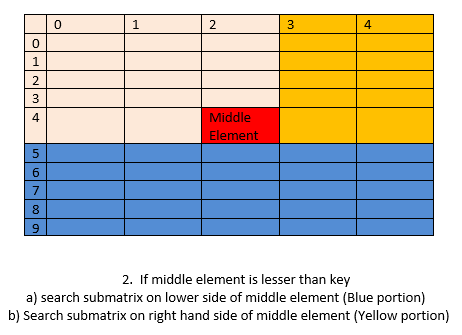 0 1 2 3 4
0
1
2
3
4 Middle
Element
5
6
7
8
9
2. If middle element is lesser than key
a) search submatrix on lower side of middle element (Blue portion)
b) Search submatrix on right hand side of middle element (Yellow portion)